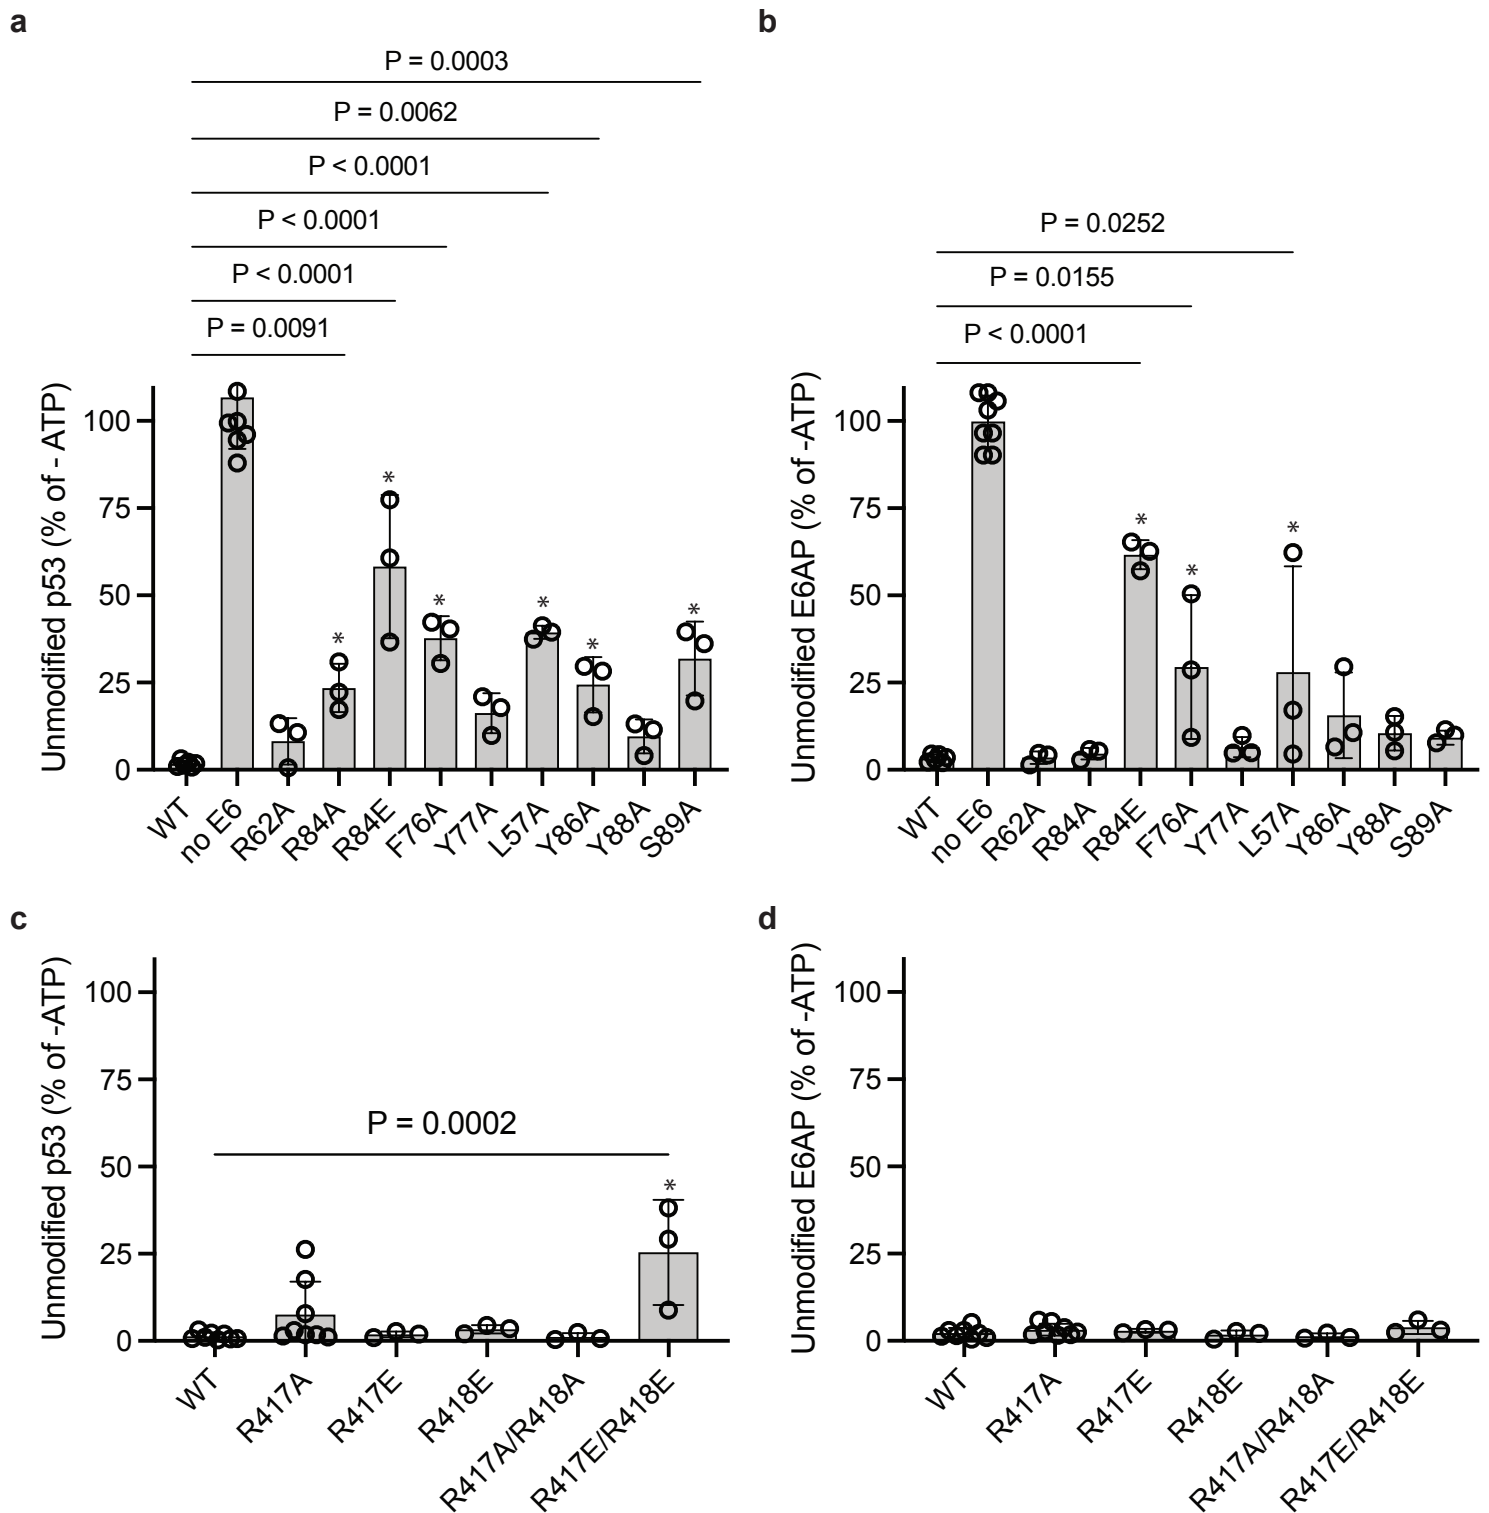 a
P = 0.0003
P = 0.0062
P < 0.0001
P < 0.0001
P < 0.0001
P = 0.0091
Unmodified p53 (% of - ATP)
100
75
50
25
0
*
*
*
*
*
*
WT
no E6
R62A
R84A
R84E
F76A
Y77A
L57A
Y86A
Y88A
S89A
b
P = 0.0252
P = 0.0155
P < 0.0001
Unmodified E6AP (% of -ATP)
100
75
50
25
0
*
*
*
WT
no E6
R62A
R84A
R84E
F76A
Y77A
L57A
Y86A
Y88A
S89A
c
Unmodified p53 (% of -ATP)
100
75
50
25
0
P = 0.0002
*
WT
R417A
R417E
R418E
R417A/R418A
R417E/R418E
d
Unmodified E6AP (% of -ATP)
100
75
50
25
0
WT
R417A
R417E
R418E
R417A/R418A
R417E/R418E